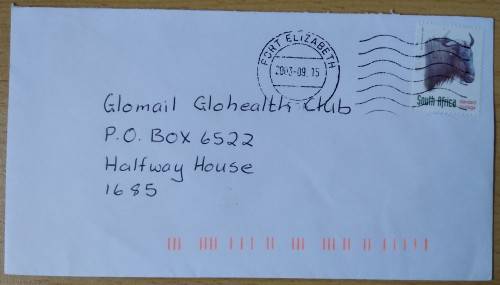 PORT ELIZABETH
2003-09.15
South Africa
Glomail Glohealth Club
P.O. BOX 6522
Halfway House
1685